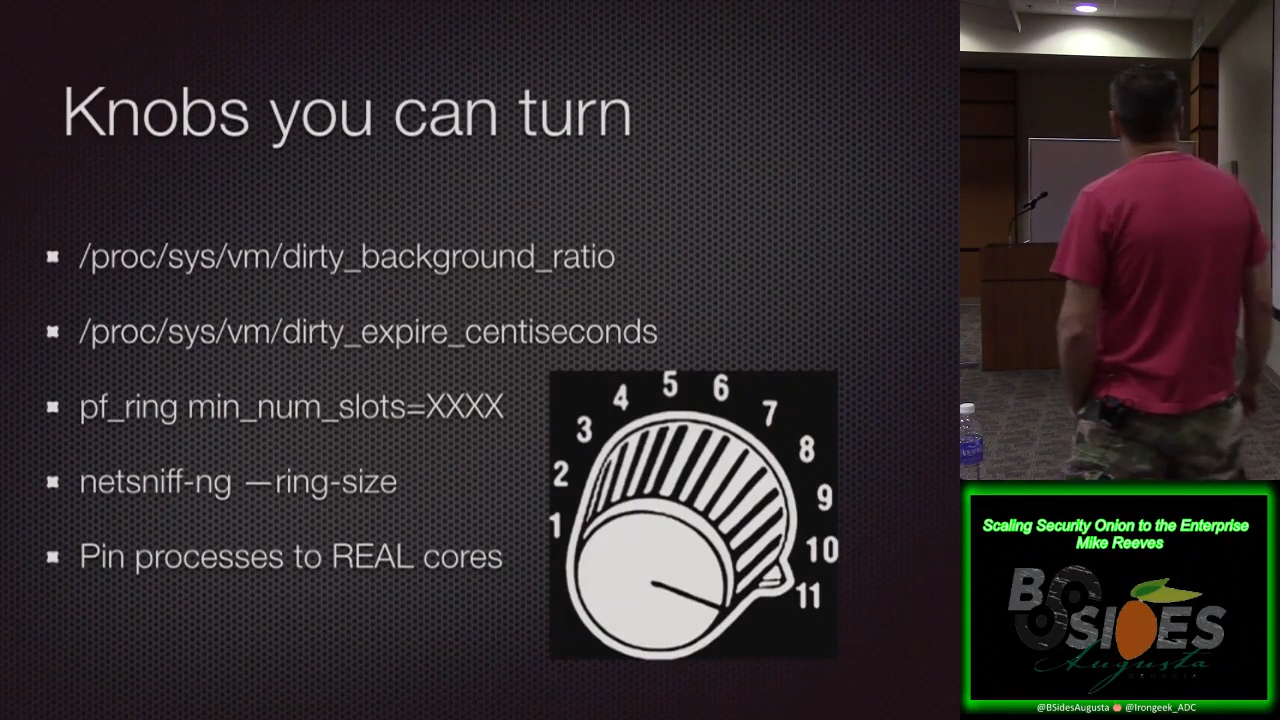 Knobs you can turn
/proc/sys/vm/dirty_background_ratio
/proc/sys/vm/dirty_expire_centiseconds
pf_ring min_num_slots=XXXX
netsniff-ng —ring-size
Pin processes to REAL cores
1
2
3
4
5
6
7
8
9
10
11
Scaling Security Onion to the Enterprise
Mike Reeves
BSIDES
Augusta
GEORGIA
@BSidesAugusta @Irongeek_ADC